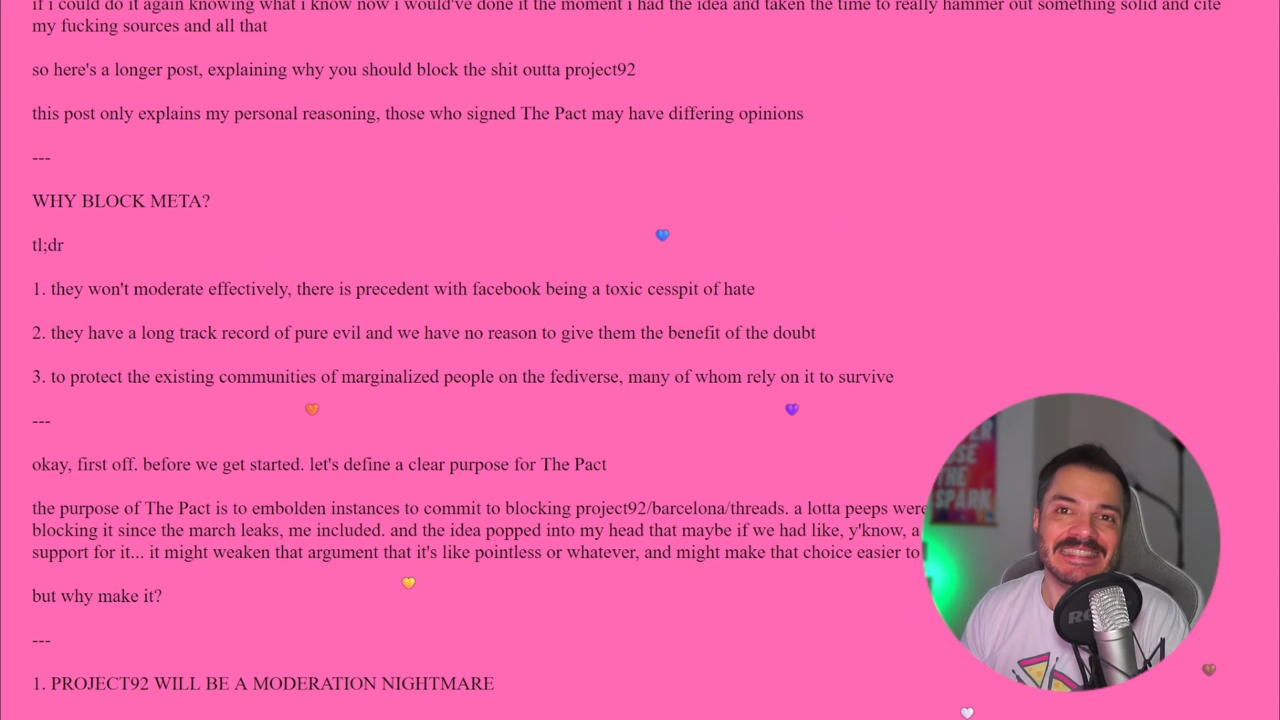 if i could do it again knowing what i know now i would've done it the moment i had the idea and taken the time to really hammer out something solid and cite
my fucking sources and all that
so here's a longer post, explaining why you should block the shit outta project92
this post only explains my personal reasoning, those who signed The Pact may have differing opinions
---
WHY BLOCK META?
tl;dr
1. they won't moderate effectively, there is precedent with facebook being a toxic cesspit of hate
2. they have a long track record of pure evil and we have no reason to give them the benefit of the doubt
3. to protect the existing communities of marginalized people on the fediverse, many of whom rely on it to survive
---
okay, first off. before we get started. let's define a clear purpose for The Pact
the purpose of The Pact is to embolden instances to commit to blocking project92/barcelona/threads. a lotta peeps were
blocking it since the march leaks, me included. and the idea popped into my head that maybe if we had like, y'know, a
support for it... it might weaken that argument that it's like pointless or whatever, and might make that choice easier to
but why make it?
---
1. PROJECT92 WILL BE A MODERATION NIGHTMARE
THE
SPARK